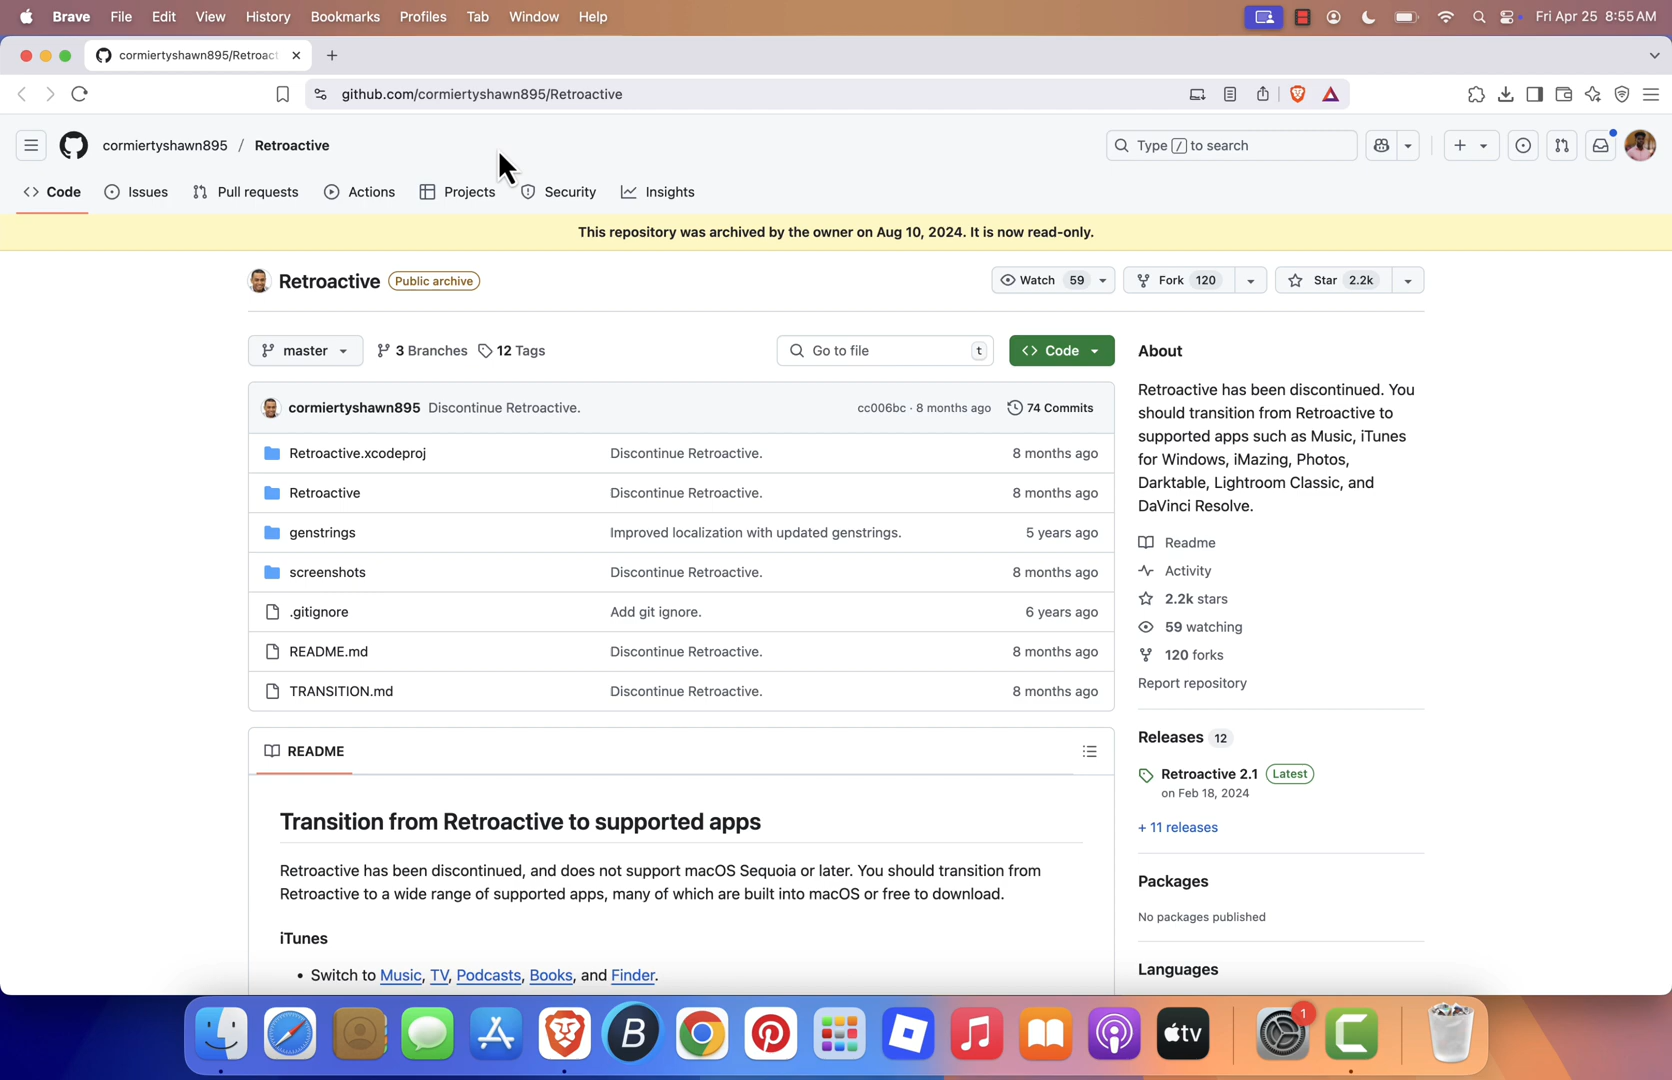 Brave File Edit View History Bookmarks Profiles Tab Window Help Fri Apr 25 8:55 AM
cormiertyshawn895/Retroact
github.com/cormiertyshawn895/Retroactive
cormiertyshawn895 / Retroactive Type / to search
Code Issues Pull requests Actions Projects Security Insights
This repository was archived by the owner on Aug 10, 2024. It is now read-only.
Retroactive Public archive Watch 59 Fork 120 Star 2.2k
master 3 Branches 12 Tags Go to file t Code
cormiertyshawn895 Discontinue Retroactive. cc006bc · 8 months ago 74 Commits
Retroactive.xcodeproj Discontinue Retroactive. 8 months ago
Retroactive Discontinue Retroactive. 8 months ago
genstrings Improved localization with updated genstrings. 5 years ago
screenshots Discontinue Retroactive. 8 months ago
.gitignore Add git ignore. 6 years ago
README.md Discontinue Retroactive. 8 months ago
TRANSITION.md Discontinue Retroactive. 8 months ago
README
Transition from Retroactive to supported apps
Retroactive has been discontinued, and does not support macOS Sequoia or later. You should transition from
Retroactive to a wide range of supported apps, many of which are built into macOS or free to download.
iTunes
• Switch to Music, TV, Podcasts, Books, and Finder.
About
Retroactive has been discontinued. You
should transition from Retroactive to
supported apps such as Music, iTunes
for Windows, iMazing, Photos,
Darktable, Lightroom Classic, and
DaVinci Resolve.
Readme
Activity
2.2k stars
59 watching
120 forks
Report repository
Releases 12
Retroactive 2.1 Latest
on Feb 18, 2024
+ 11 releases
Packages
No packages published
Languages
B
tv
1